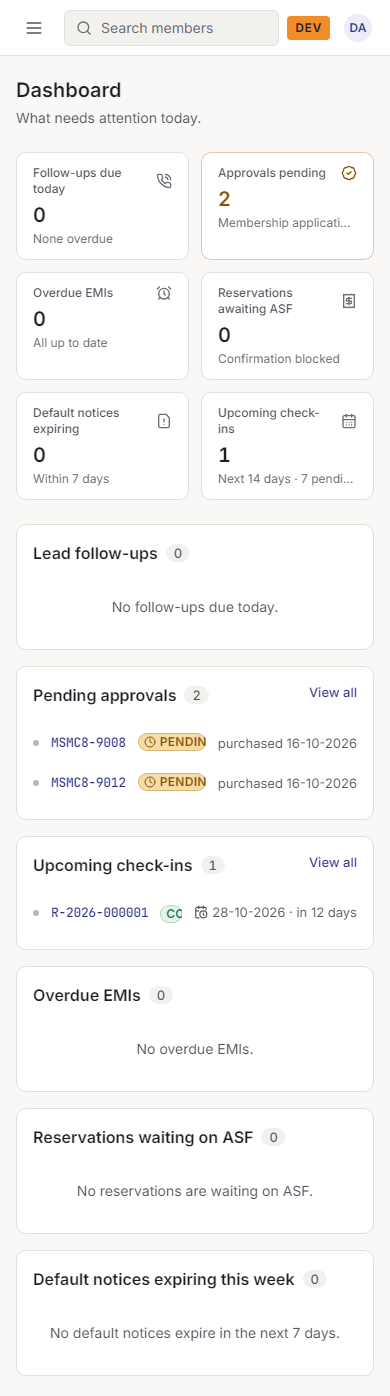 Search members
DEV
DA
Dashboard
What needs attention today.
Follow-ups due
today
0
None overdue
Approvals pending
2
Membership applicati...
Overdue EMIs
0
All up to date
Reservations
awaiting ASF
0
Confirmation blocked
Default notices
expiring
0
Within 7 days
Upcoming check-
ins
1
Next 14 days · 7 pendi...
Lead follow-ups 0
No follow-ups due today.
Pending approvals 2 View all
MSMC8-9008 PENDIN purchased 16-10-2026
MSMC8-9012 PENDIN purchased 16-10-2026
Upcoming check-ins 1 View all
R-2026-000001 CO 28-10-2026 · in 12 days
Overdue EMIs 0
No overdue EMIs.
Reservations waiting on ASF 0
No reservations are waiting on ASF.
Default notices expiring this week 0
No default notices expire in the next 7 days.